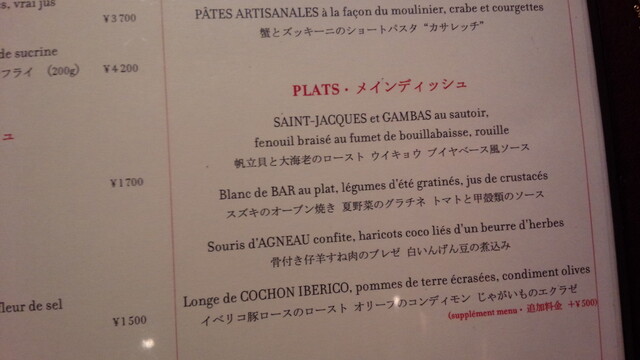 s, vrai jus
¥3700
de sucrine
フライ (200g) ¥4200
ュ
¥1700
fleur de sel
¥1500
PÂTES ARTISANALES à la façon du moulinier, crabe et courgettes
蟹とズッキーニのショートパスタ “カサレッチ”
PLATS・メインディッシュ
SAINT-JACQUES et GAMBAS au sautoir,
fenouil braisé au fumet de bouillabaisse, rouille
帆立貝と大海老のロースト ウイキョウ ブイヤベース風ソース
Blanc de BAR au plat, légumes d’été gratinés, jus de crustacés
スズキのオーブン焼き 夏野菜のグラチネ トマトと甲殻類のソース
Souris d’AGNEAU confite, haricots coco liés d’un beurre d’herbes
骨付き仔羊すね肉のブレゼ 白いんげん豆の煮込み
Longe de COCHON IBERICO, pommes de terre écrasées, condiment olives
イベリコ豚ロースのロースト オリーブのコンディモン じゃがいものエクラゼ
(supplément menu・追加料金 +¥500)